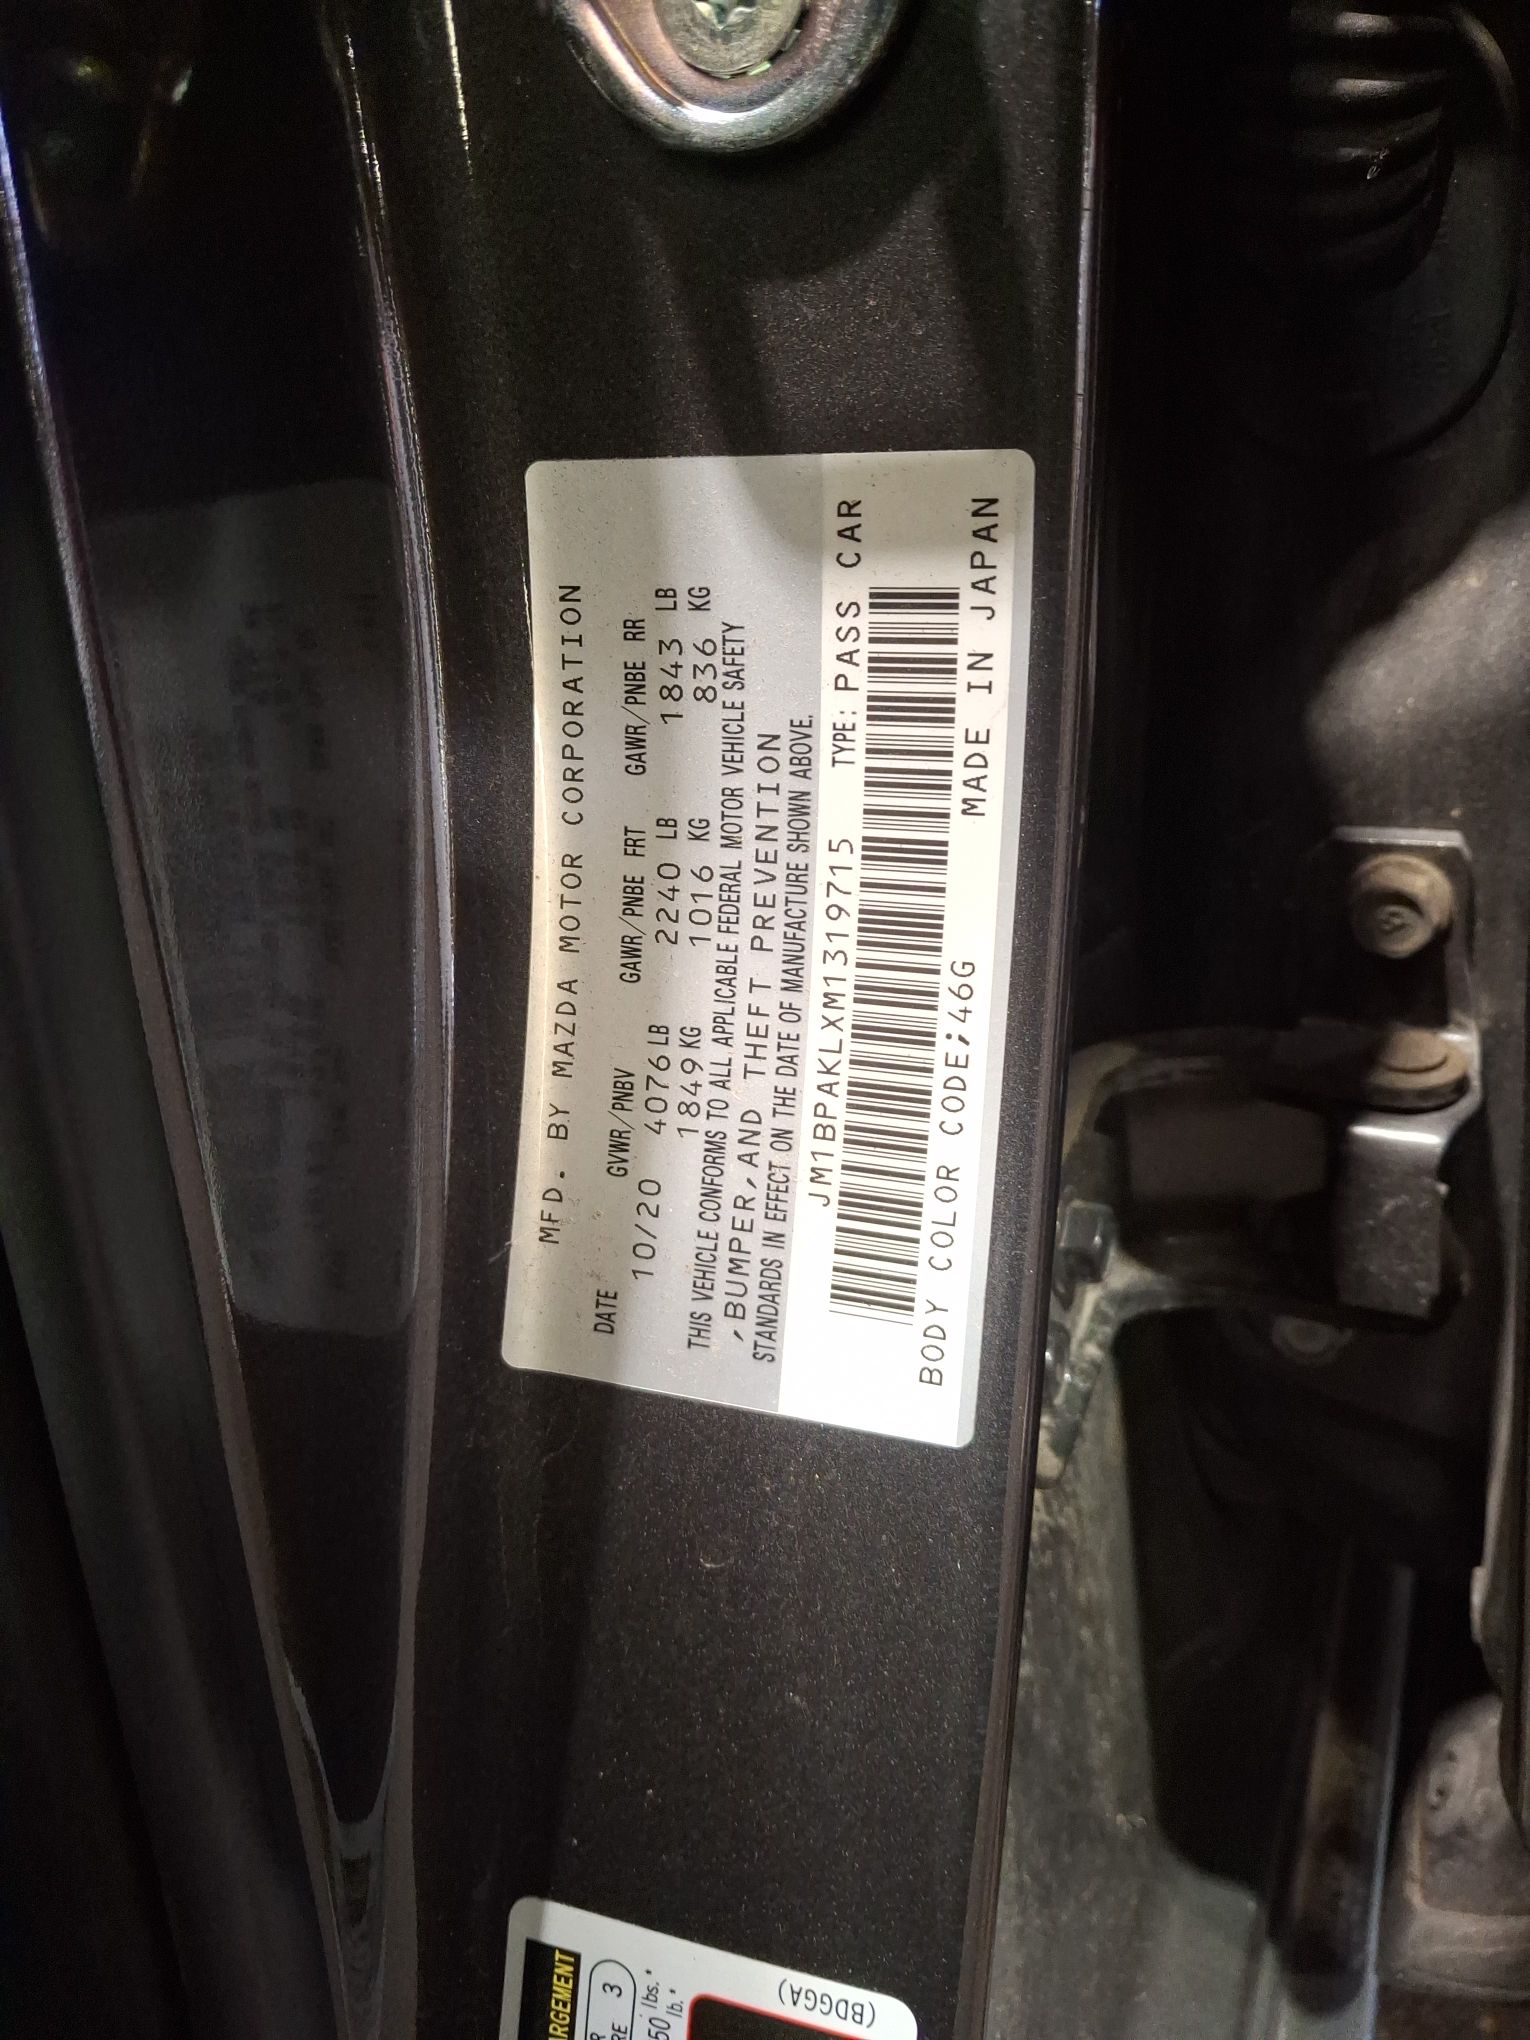 MFD. BY MAZDA MOTOR CORPORATION
DATE GVWR/PNBV GAWR/PNBE FRT GAWR/PNBE RR
10/20 4076 LB 2240 LB 1843 LB
1849 KG 1016 KG 836 KG
THIS VEHICLE CONFORMS TO ALL APPLICABLE FEDERAL MOTOR VEHICLE SAFETY
,BUMPER,AND THEFT PREVENTION
STANDARDS IN EFFECT ON THE DATE OF MANUFACTURE SHOWN ABOVE.
JM1BPAKLXM1319715 TYPE: PASS CAR
BODY COLOR CODE;46G MADE IN JAPAN
3
lbs.*
lb.*
(BDGGA)